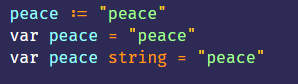 peace := "peace"
var peace = "peace"
var peace string = "peace"